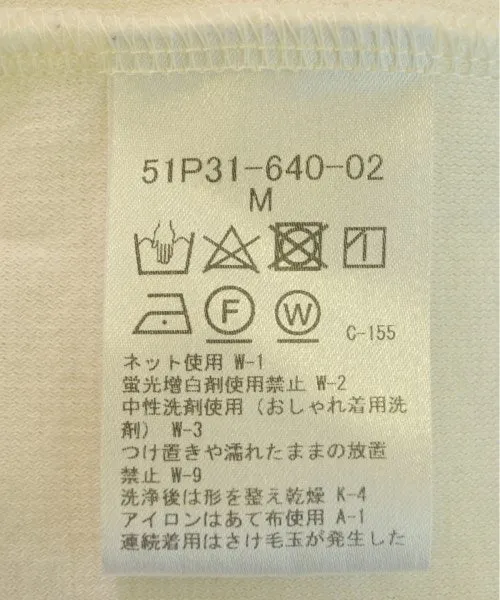 51P31-640-02
M
F
W
C-155
ネット使用 W-1
蛍光増白剤使用禁止 W-2
中性洗剤使用(おしゃれ着用洗
剤) W-3
つけ置きや濡れたままの放置
禁止 W-9
洗浄後は形を整え乾燥 K-4
アイロンはあて布使用 A-1
連続着用はさけ毛玉が発生した